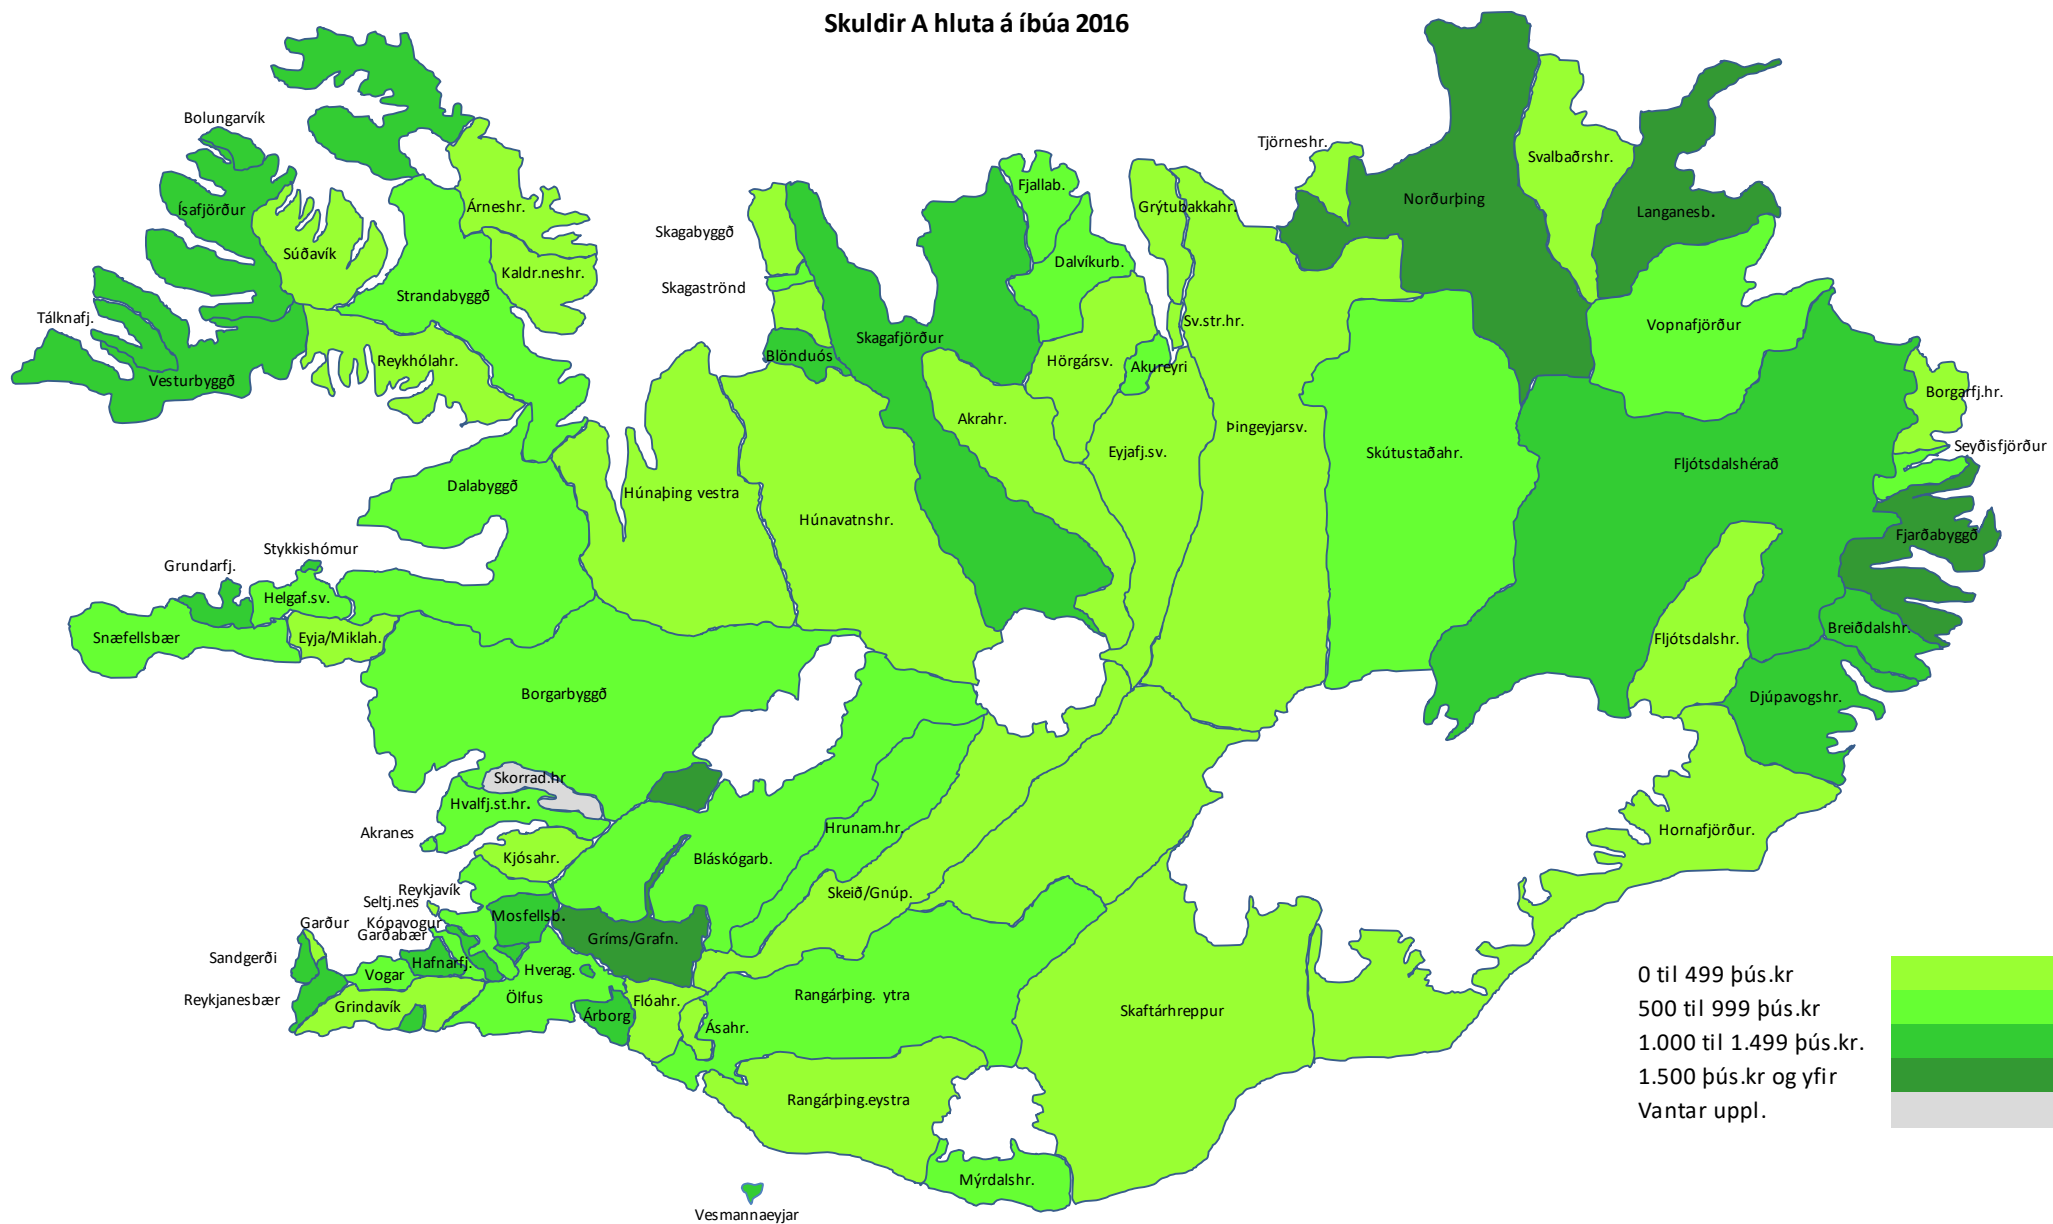 Skuldir A hluta á íbúa 2016
Bolungarvík
Ísafjörður
Súðavík
Árneshr.
Kaldr.neshr.
Strandabyggð
Tálknafj.
Vesturbyggð
Reykhólahr.
Skagabyggð
Skagaströnd
Blönduós
Skagafjörður
Fjallab.
Dalvíkurb.
Grýtubakkahr.
Sv.str.hr.
Hörgársv.
Akureyri
Tjörneshr.
Norðurþing
Svalbaðrshr.
Langanesb.
Vopnafjörður
Borgarfj.hr.
Seyðisfjörður
Akrahr.
Eyjafj.sv.
Þingeyjarsv.
Skútustaðahr.
Fljótsdalshérað
Dalabyggð
Húnaþing vestra
Húnavatnshr.
Fjarðabyggð
Stykkishómur
Grundarfj.
Helgaf.sv.
Snæfellsbær
Eyja/Miklah.
Breiðdalshr.
Fljótsdalshr.
Borgarbyggð
Djúpavogshr.
Skorrad.hr
Hvalfj.st.hr.
Akranes
Kjósahr.
Bláskógarb.
Hrunam.hr.
Hornafjörður.
Skeið/Gnúp.
Reykjavík
Seltj.nes
Mosfellsb.
Kópavogur
Garðabær
Hafnarfj.
Garður
Sandgerði
Reykjanesbær
Vogar
Grindavík
Gríms/Grafn.
Hverag.
Ölfus
Árborg
Flóahr.
Ásahr.
Rangárþing. ytra
Skaftárhreppur
Rangárþing.eystra
Mýrdalshr.
Vesmannaeyjar
0 til 499 þús.kr
500 til 999 þús.kr
1.000 til 1.499 þús.kr.
1.500 þús.kr og yfir
Vantar uppl.